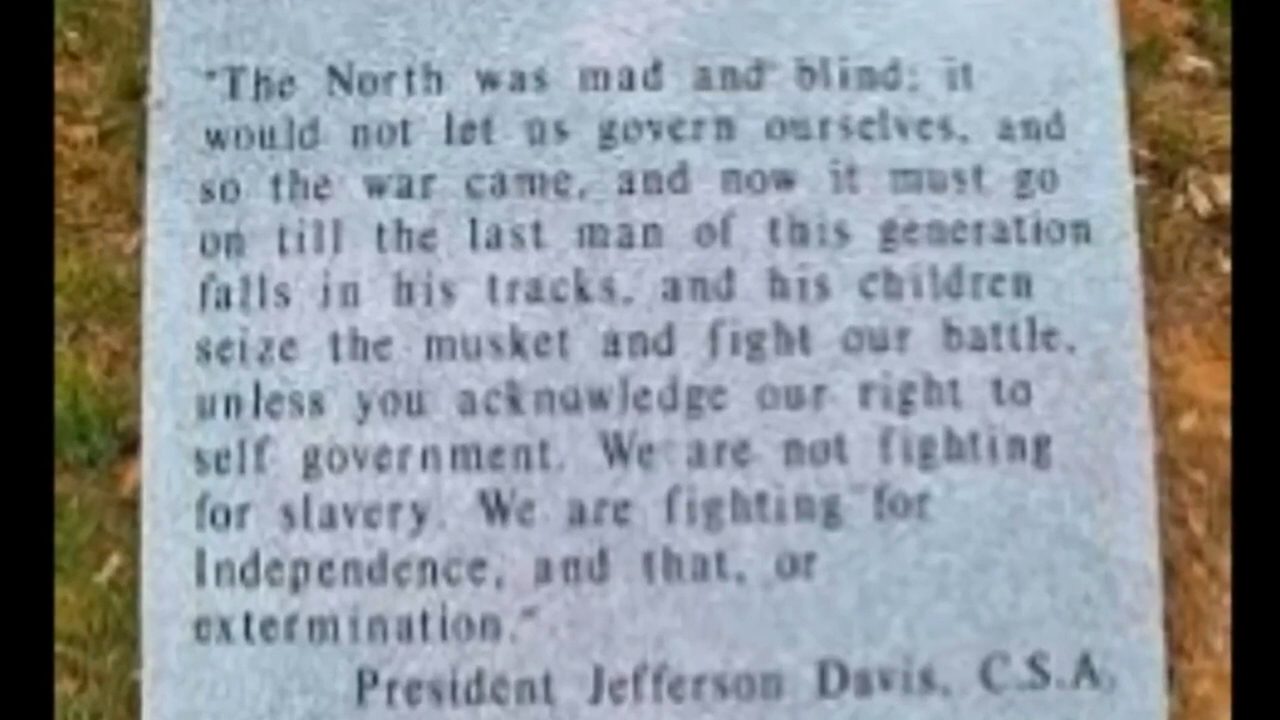 "The North was mad and blind; it
would not let us govern ourselves, and
so the war came, and now it must go
on till the last man of this generation
falls in his tracks, and his children
seize the musket and fight our battle,
unless you acknowledge our right to
self government. We are not fighting
for slavery. We are fighting for
Independence, and that, or
extermination."
President Jefferson Davis, C.S.A.